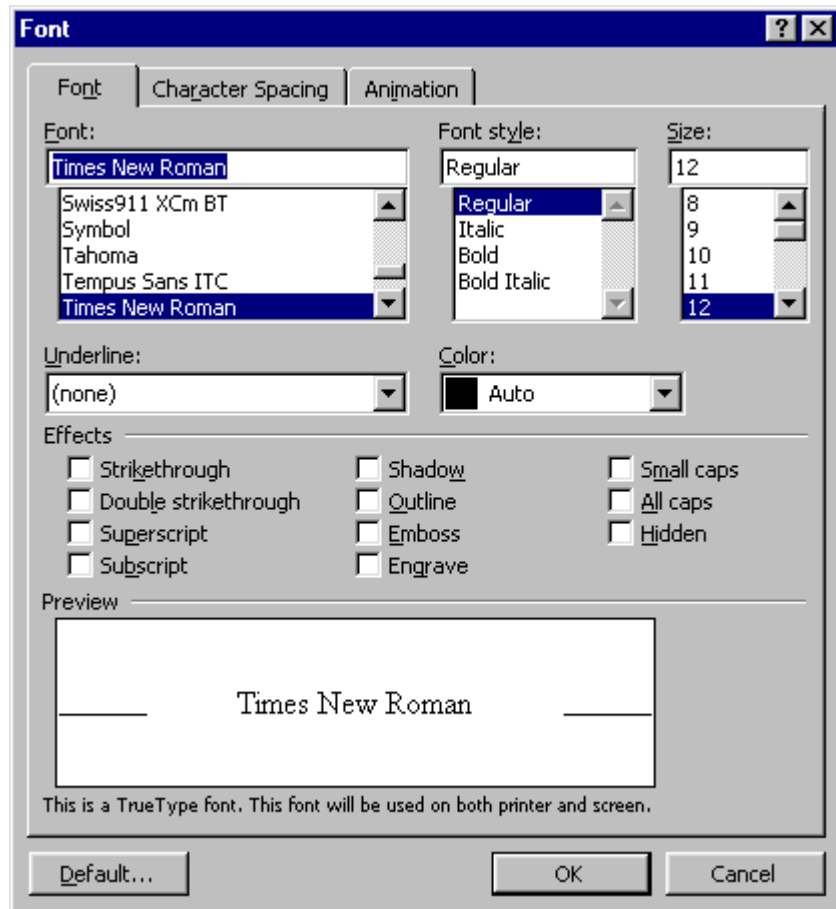 Font
Font Character Spacing Animation
Font: Font style: Size:
Times New Roman Regular 12
Swiss911 XCm BT Regular 8
Symbol Italic 9
Tahoma Bold 10
Tempus Sans ITC Bold Italic 11
Times New Roman 12
Underline: Color:
(none) Auto
Effects
Strikethrough Shadow Small caps
Double strikethrough Outline All caps
Superscript Emboss Hidden
Subscript Engrave
Preview
Times New Roman
This is a TrueType font. This font will be used on both printer and screen.
Default... OK Cancel